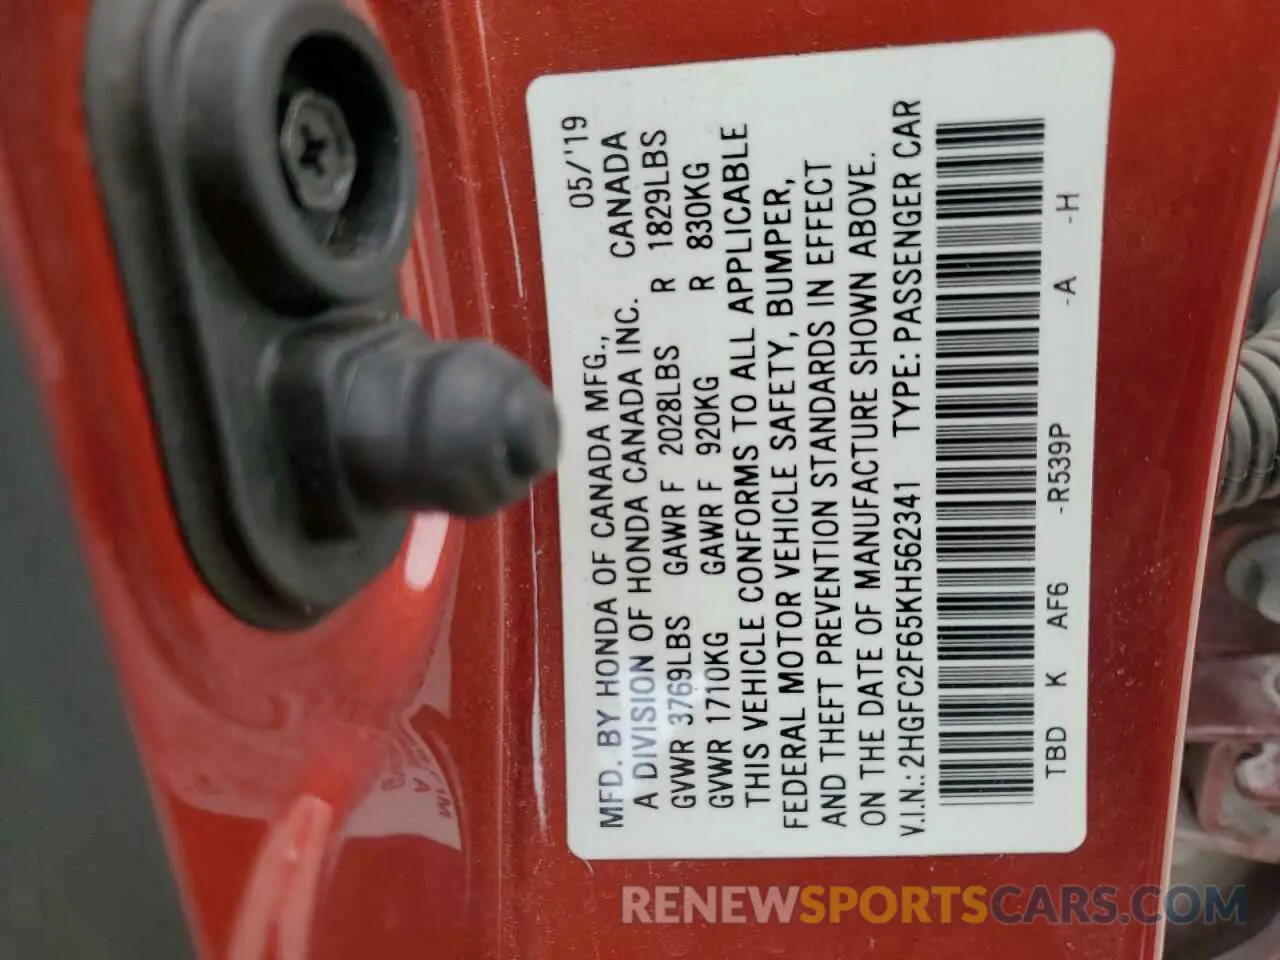 05/'19
MFD. BY HONDA OF CANADA MFG.,
A DIVISION OF HONDA CANADA INC. CANADA
GVWR 3769LBS GAWR F 2028LBS R 1829LBS
GVWR 1710KG GAWR F 920KG R 830KG
THIS VEHICLE CONFORMS TO ALL APPLICABLE
FEDERAL MOTOR VEHICLE SAFETY, BUMPER,
AND THEFT PREVENTION STANDARDS IN EFFECT
ON THE DATE OF MANUFACTURE SHOWN ABOVE.
V.I.N.: 2HGFC2F65KH562341 TYPE: PASSENGER CAR
TBD K AF6 -R539P -A -H
RENEWSPORTSCARS.COM